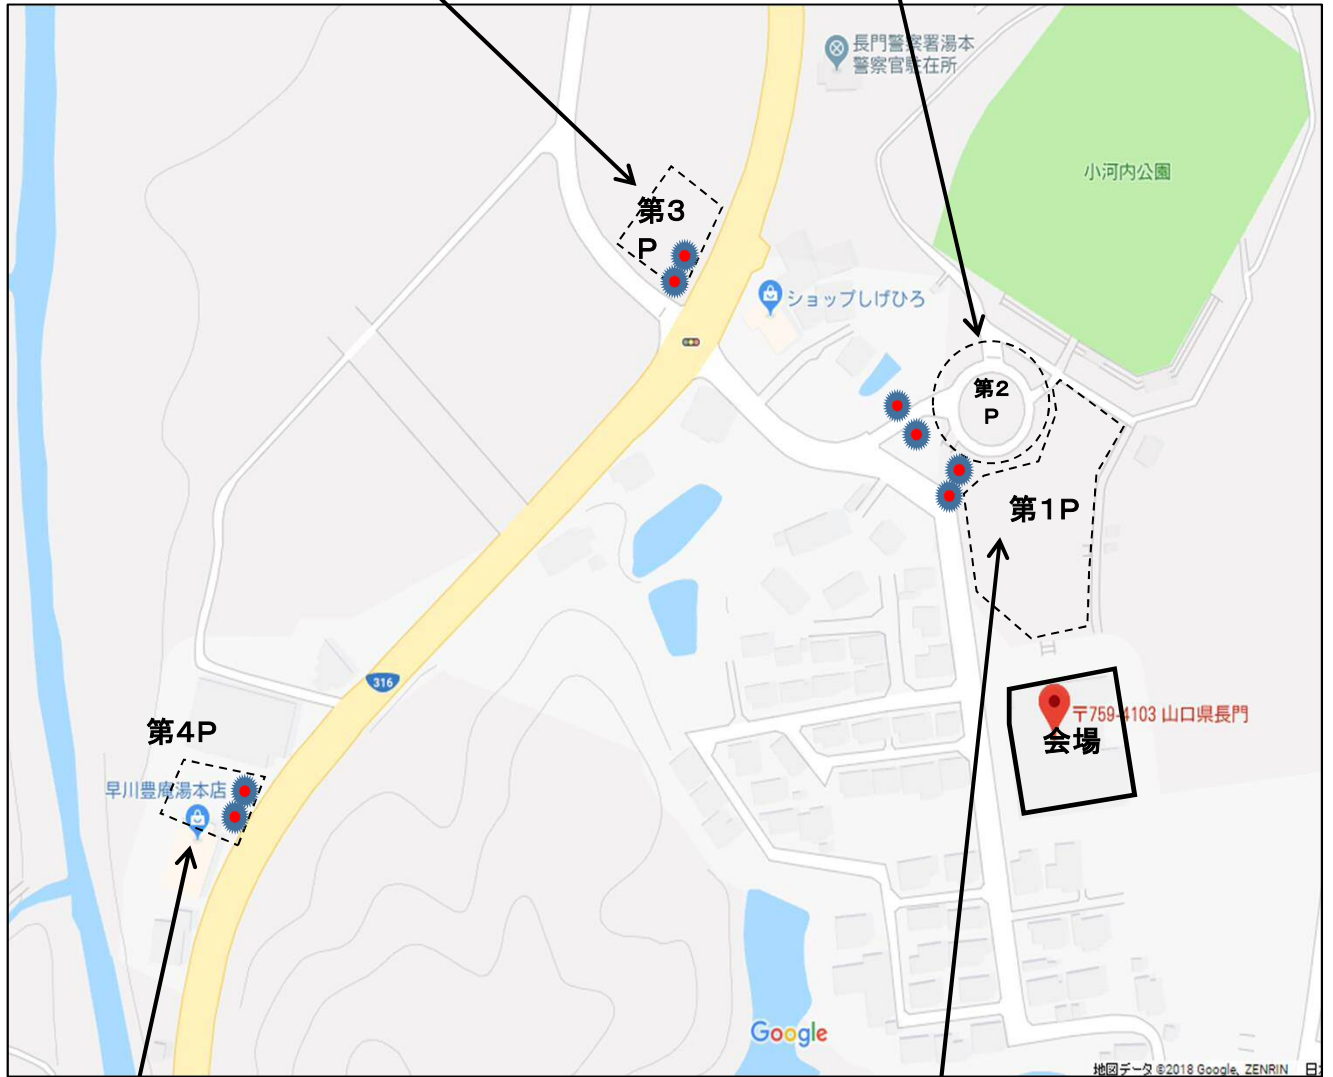 長門警察署湯本
警察官駐在所
小河内公園
第3
P
ショップしげひろ
第2
P
第1P
316
第4P
〒759-4103 山口県長門
会場
早川豊庵湯本店
Google
地図データ ©2018 Google, ZENRIN